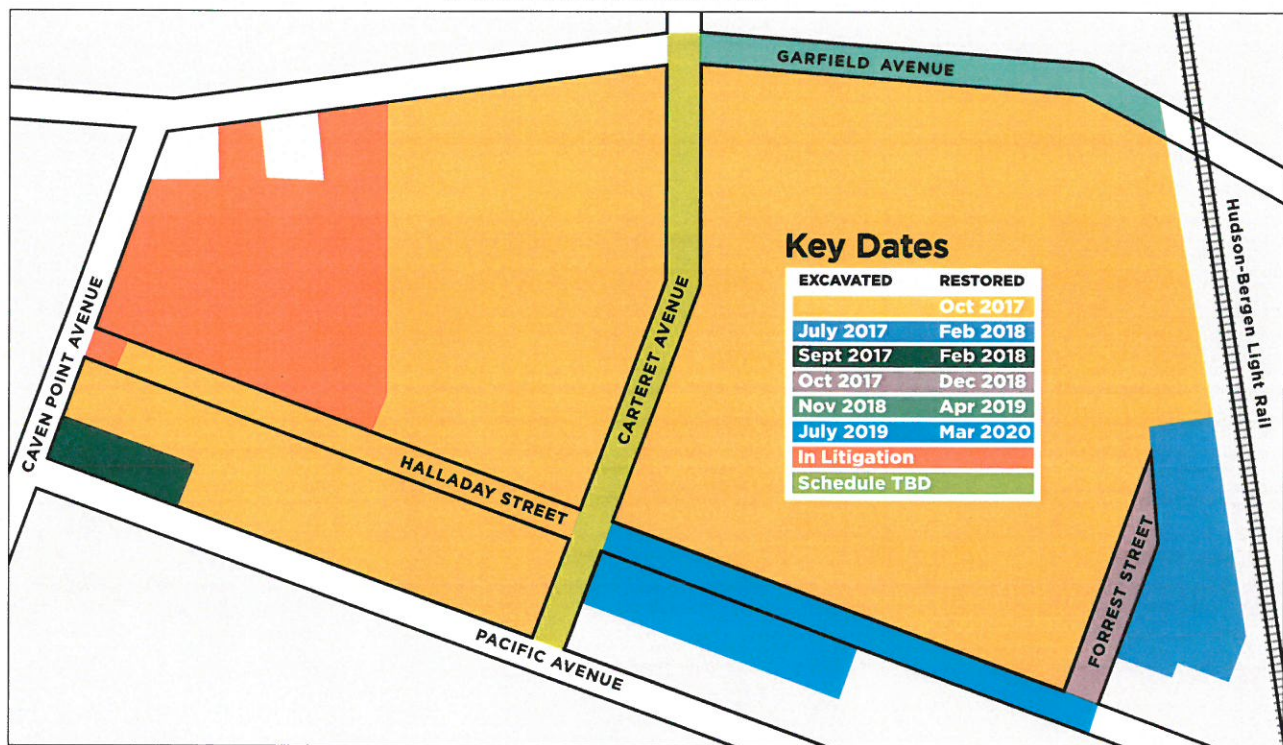 GARFIELD AVENUE
Hudson-Bergen Light Rail
Key Dates
EXCAVATED RESTORED
Oct 2017
July 2017 Feb 2018
Sept 2017 Feb 2018
Oct 2017 Dec 2018
Nov 2018 Apr 2019
July 2019 Mar 2020
In Litigation
Schedule TBD
CAVEN POINT AVENUE
CARTERET AVENUE
HALLADAY STREET
FORREST STREET
PACIFIC AVENUE